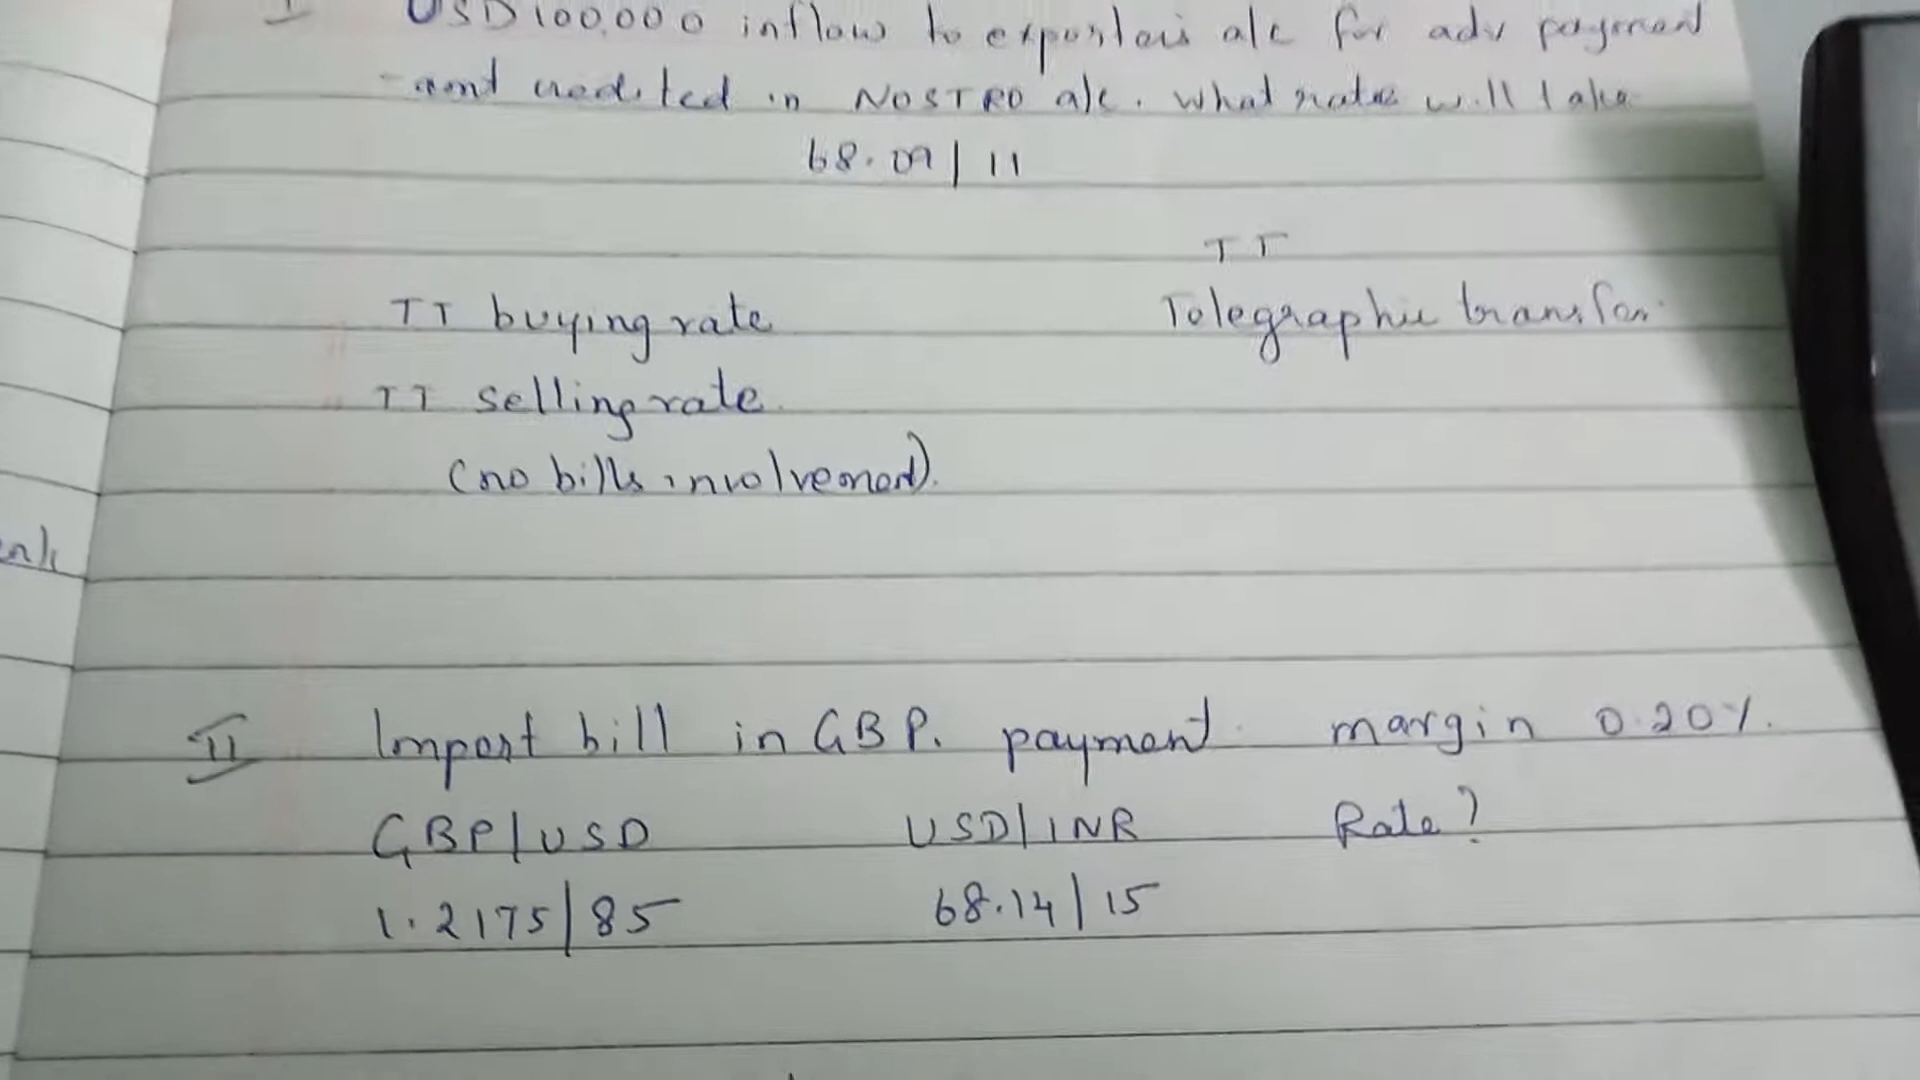 I USD 100,000 inflow to exporters a/c for adv payment
- amt credited in NOSTRO a/c. What rate will take
68.09 | 11
TT
TT buying rate Telegraphic transfer.
TT selling rate.
(no bills involvement).
II Import bill in GBP. payment. margin 0.20%.
GBP/USD USD/INR Rate?
1.2175/85 68.14/15